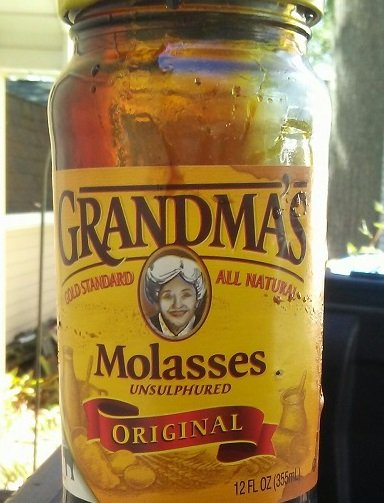 GRANDMA'S
GOLD STANDARD ALL NATURAL
Molasses
UNSULPHURED
ORIGINAL
12 FL OZ (355mL)